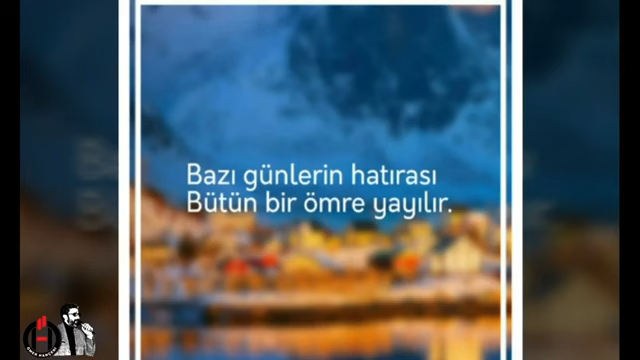 Bazı günlerin hatırası
Bütün bir ömre yayılır.